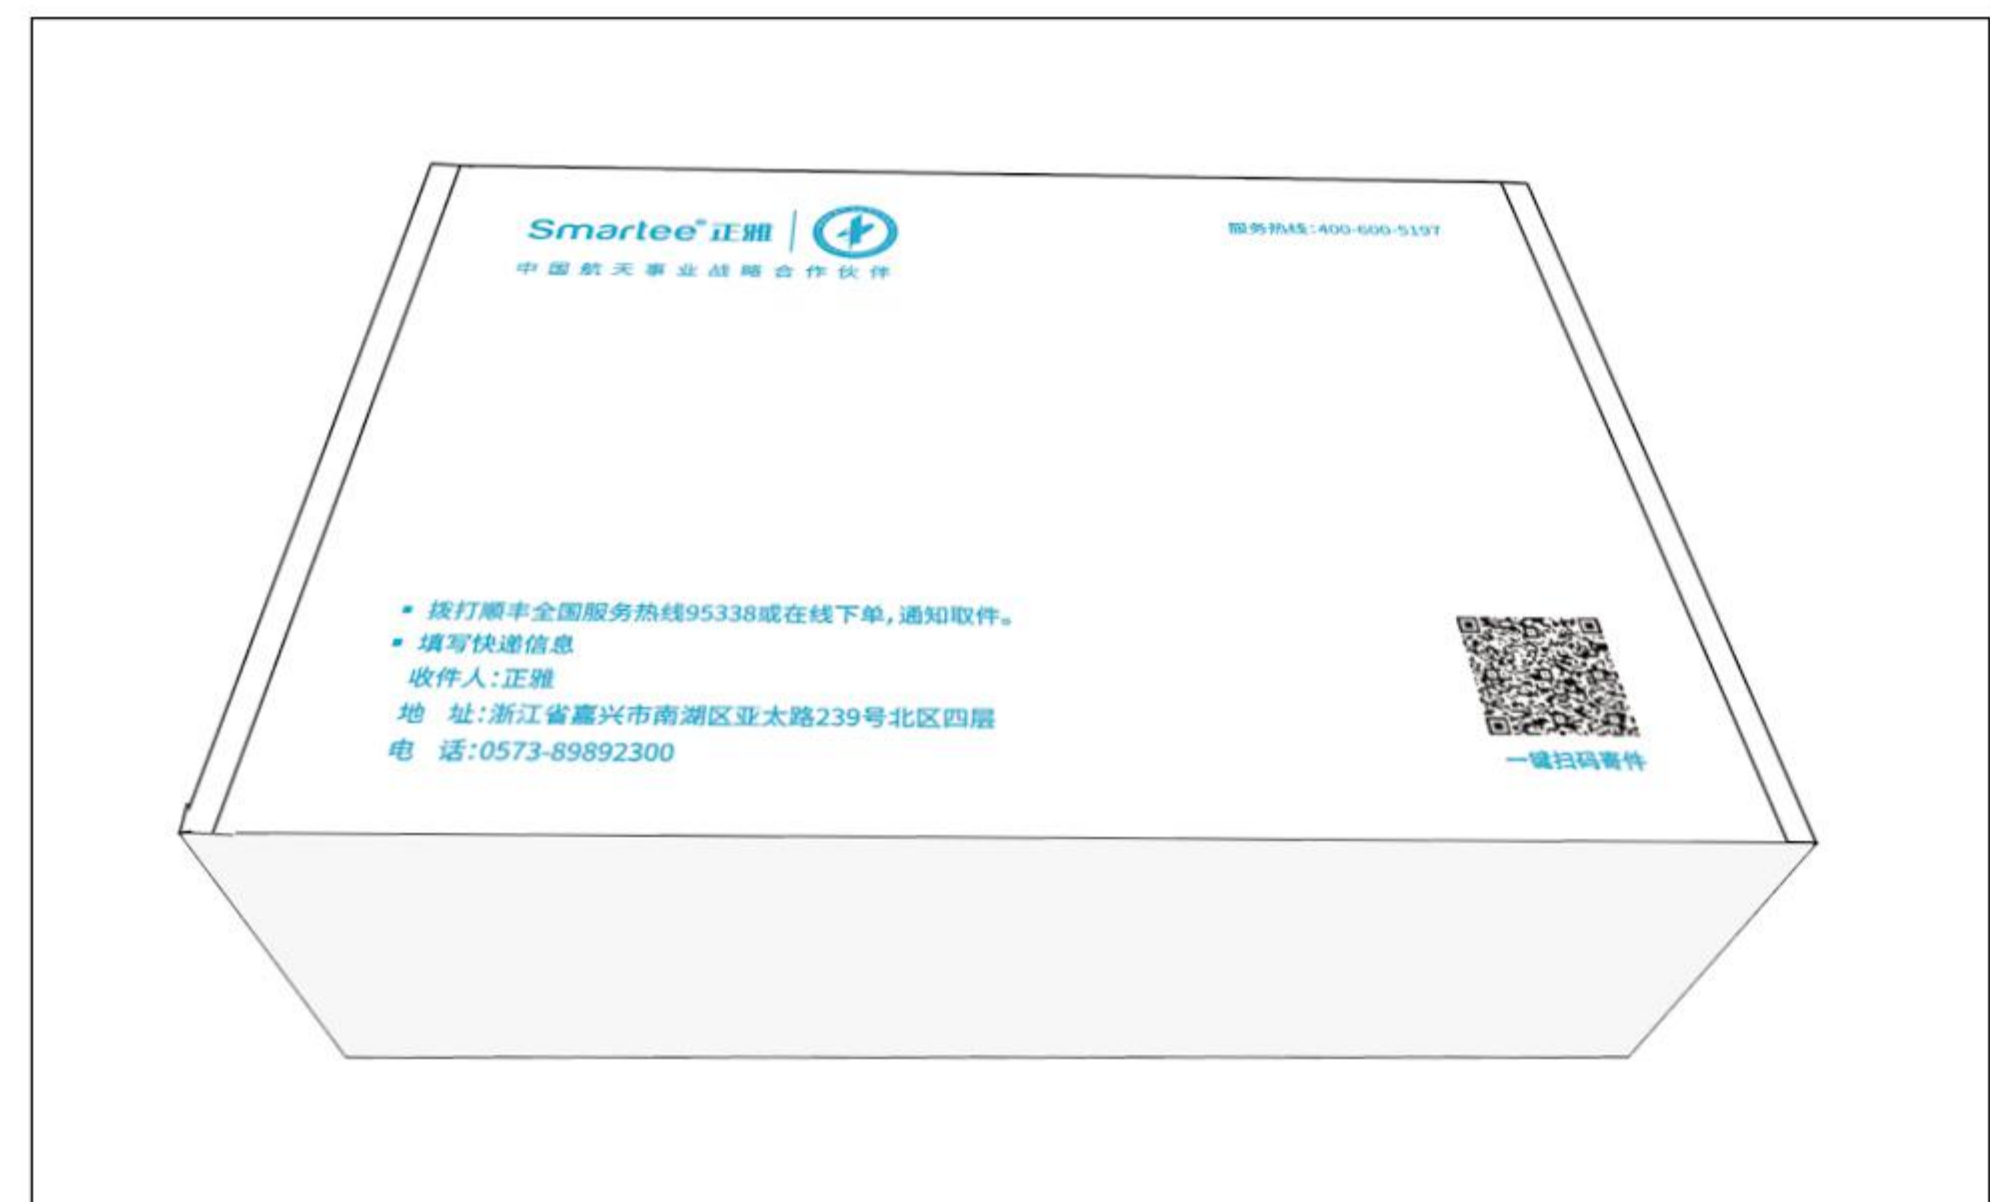 Smartee® 正雅
中国航天事业战略合作伙伴
服务热线:400-600-5197
▪ 拨打顺丰全国服务热线95338或在线下单,通知取件。
▪ 填写快递信息
收件人:正雅
地 址:浙江省嘉兴市南湖区亚太路239号北区四层
电 话:0573-89892300
一键扫码寄件